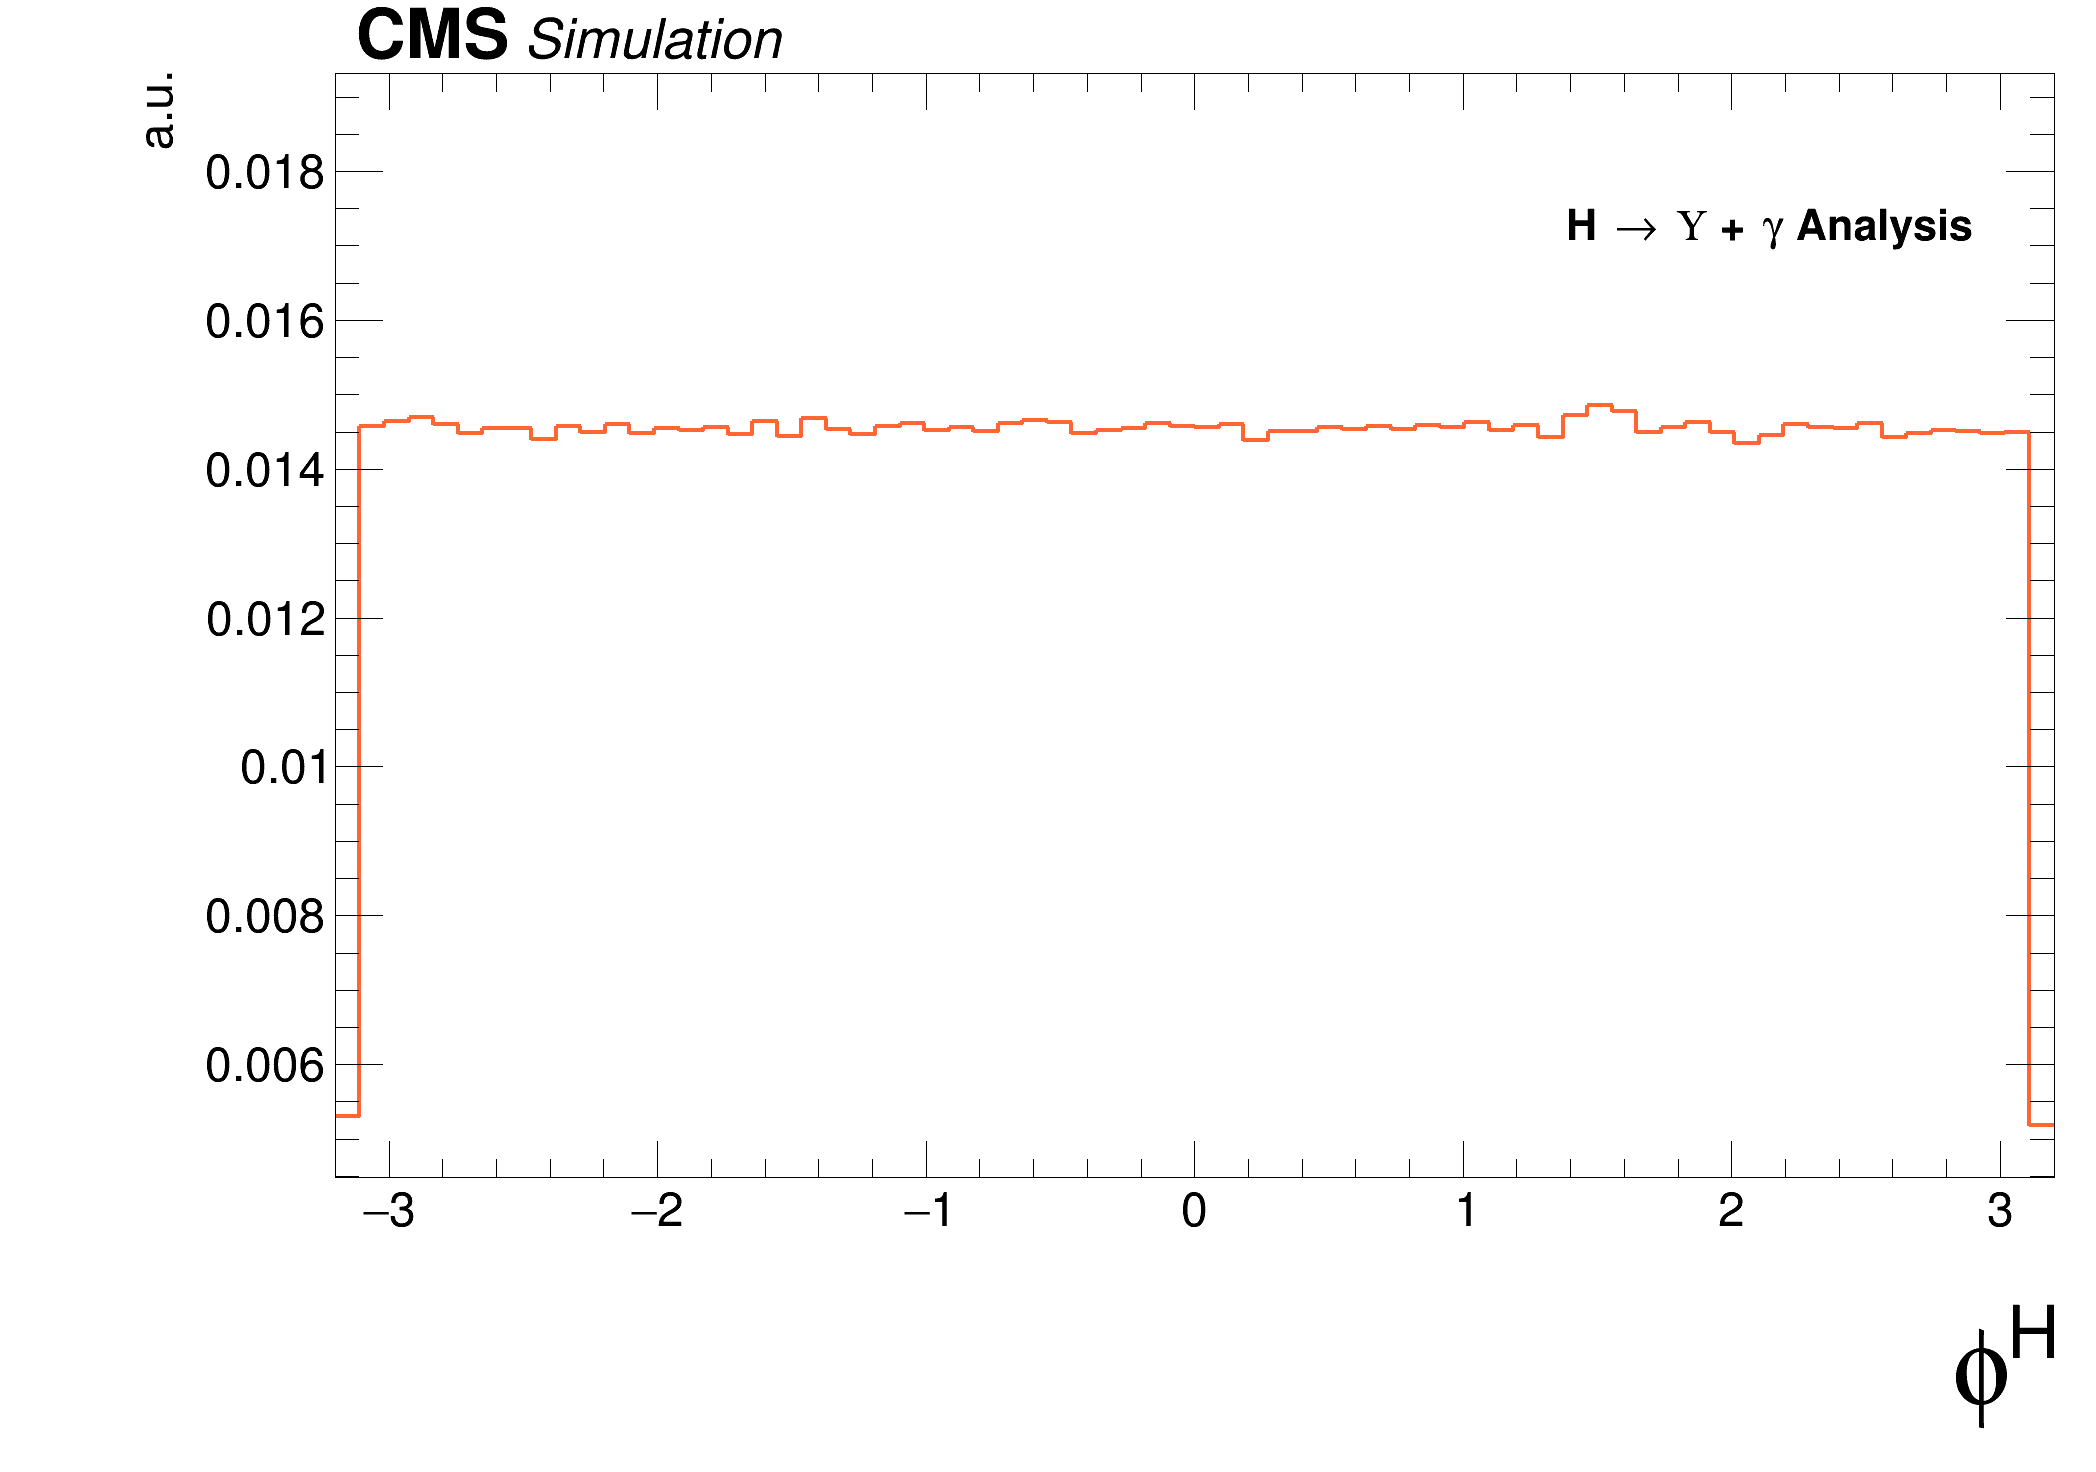 CMS Simulation
a.u.
0.018
H → Υ + γ Analysis
0.016
0.014
0.012
0.01
0.008
0.006
−3 −2 −1 0 1 2 3
ϕH